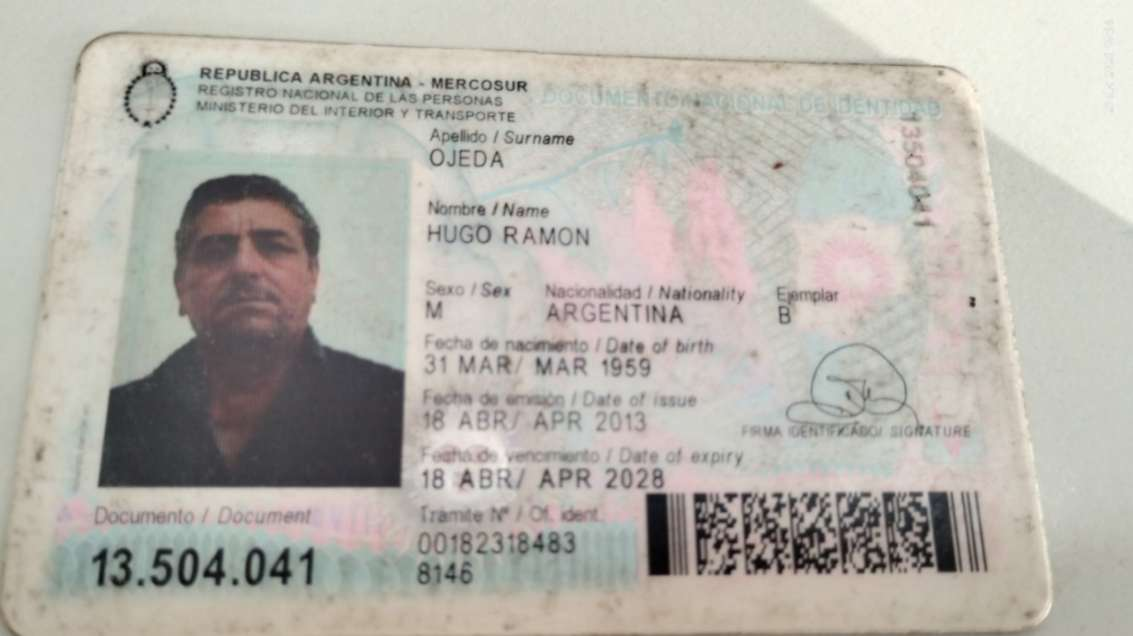 REPUBLICA ARGENTINA - MERCOSUR
REGISTRO NACIONAL DE LAS PERSONAS
MINISTERIO DEL INTERIOR Y TRANSPORTE
DOCUMENTO NACIONAL DE IDENTIDAD
13504041
Apellido / Surname
OJEDA
Nombre / Name
HUGO RAMON
Sexo / Sex Nacionalidad / Nationality Ejemplar
M ARGENTINA B
Fecha de nacimiento / Date of birth
31 MAR/ MAR 1959
Fecha de emisión / Date of issue
18 ABR/ APR 2013
FIRMA IDENTIFICADO/ SIGNATURE
Fecha de vencimiento / Date of expiry
18 ABR/ APR 2028
Documento / Document Tramite Nº / Of. ident.
13.504.041 00182318483
8146